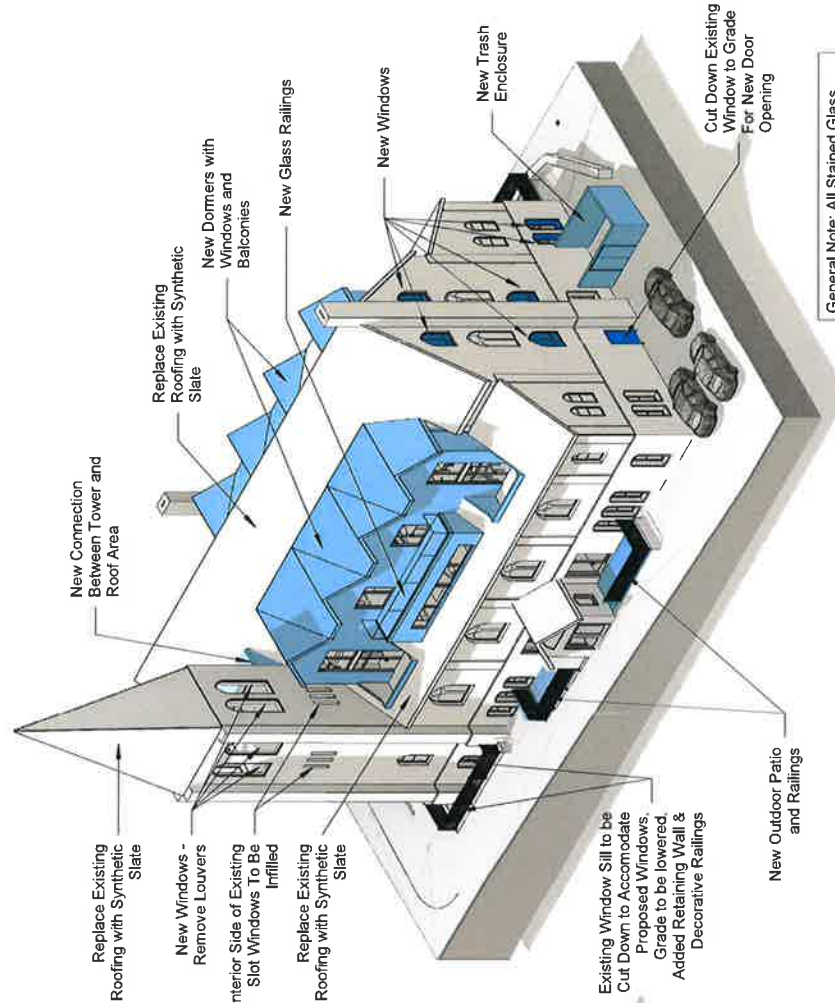 Replace Existing
Roofing with Synthetic
Slate
New Windows -
Remove Louvers
nterior Side of Existing
Slot Windows To Be
Infilled
Replace Existing
Roofing with Synthetic
Slate
Existing Window Sill to be
Cut Down to Accomodate
Proposed Windows,
Grade to be lowered,
Added Retaining Wall &
Decorative Railings
New Connection
Between Tower and
Roof Area
Replace Existing
Roofing with Synthetic
Slate
New Dormers with
Windows and
Balconies
New Glass Railings
New Windows
New Trash
Enclosure
Cut Down Existing
Window to Grade
For New Door
Opening
New Outdoor Patio
and Railings
General Note: All Stained Glass